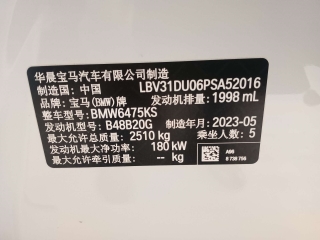 华晨宝马汽车有限公司制造
制造国：中国 LBV31DU06PSA52016
品牌：宝马(BMW)牌 发动机排量：1998 mL
整车型号：BMW6475KS
发动机型号：B48B20G 制造年月：2023-05
最大允许总质量：2510 kg 乘坐人数：5
发动机最大净功率：180 kW A96
最大允许牵引质量：-- kg 9 739 755